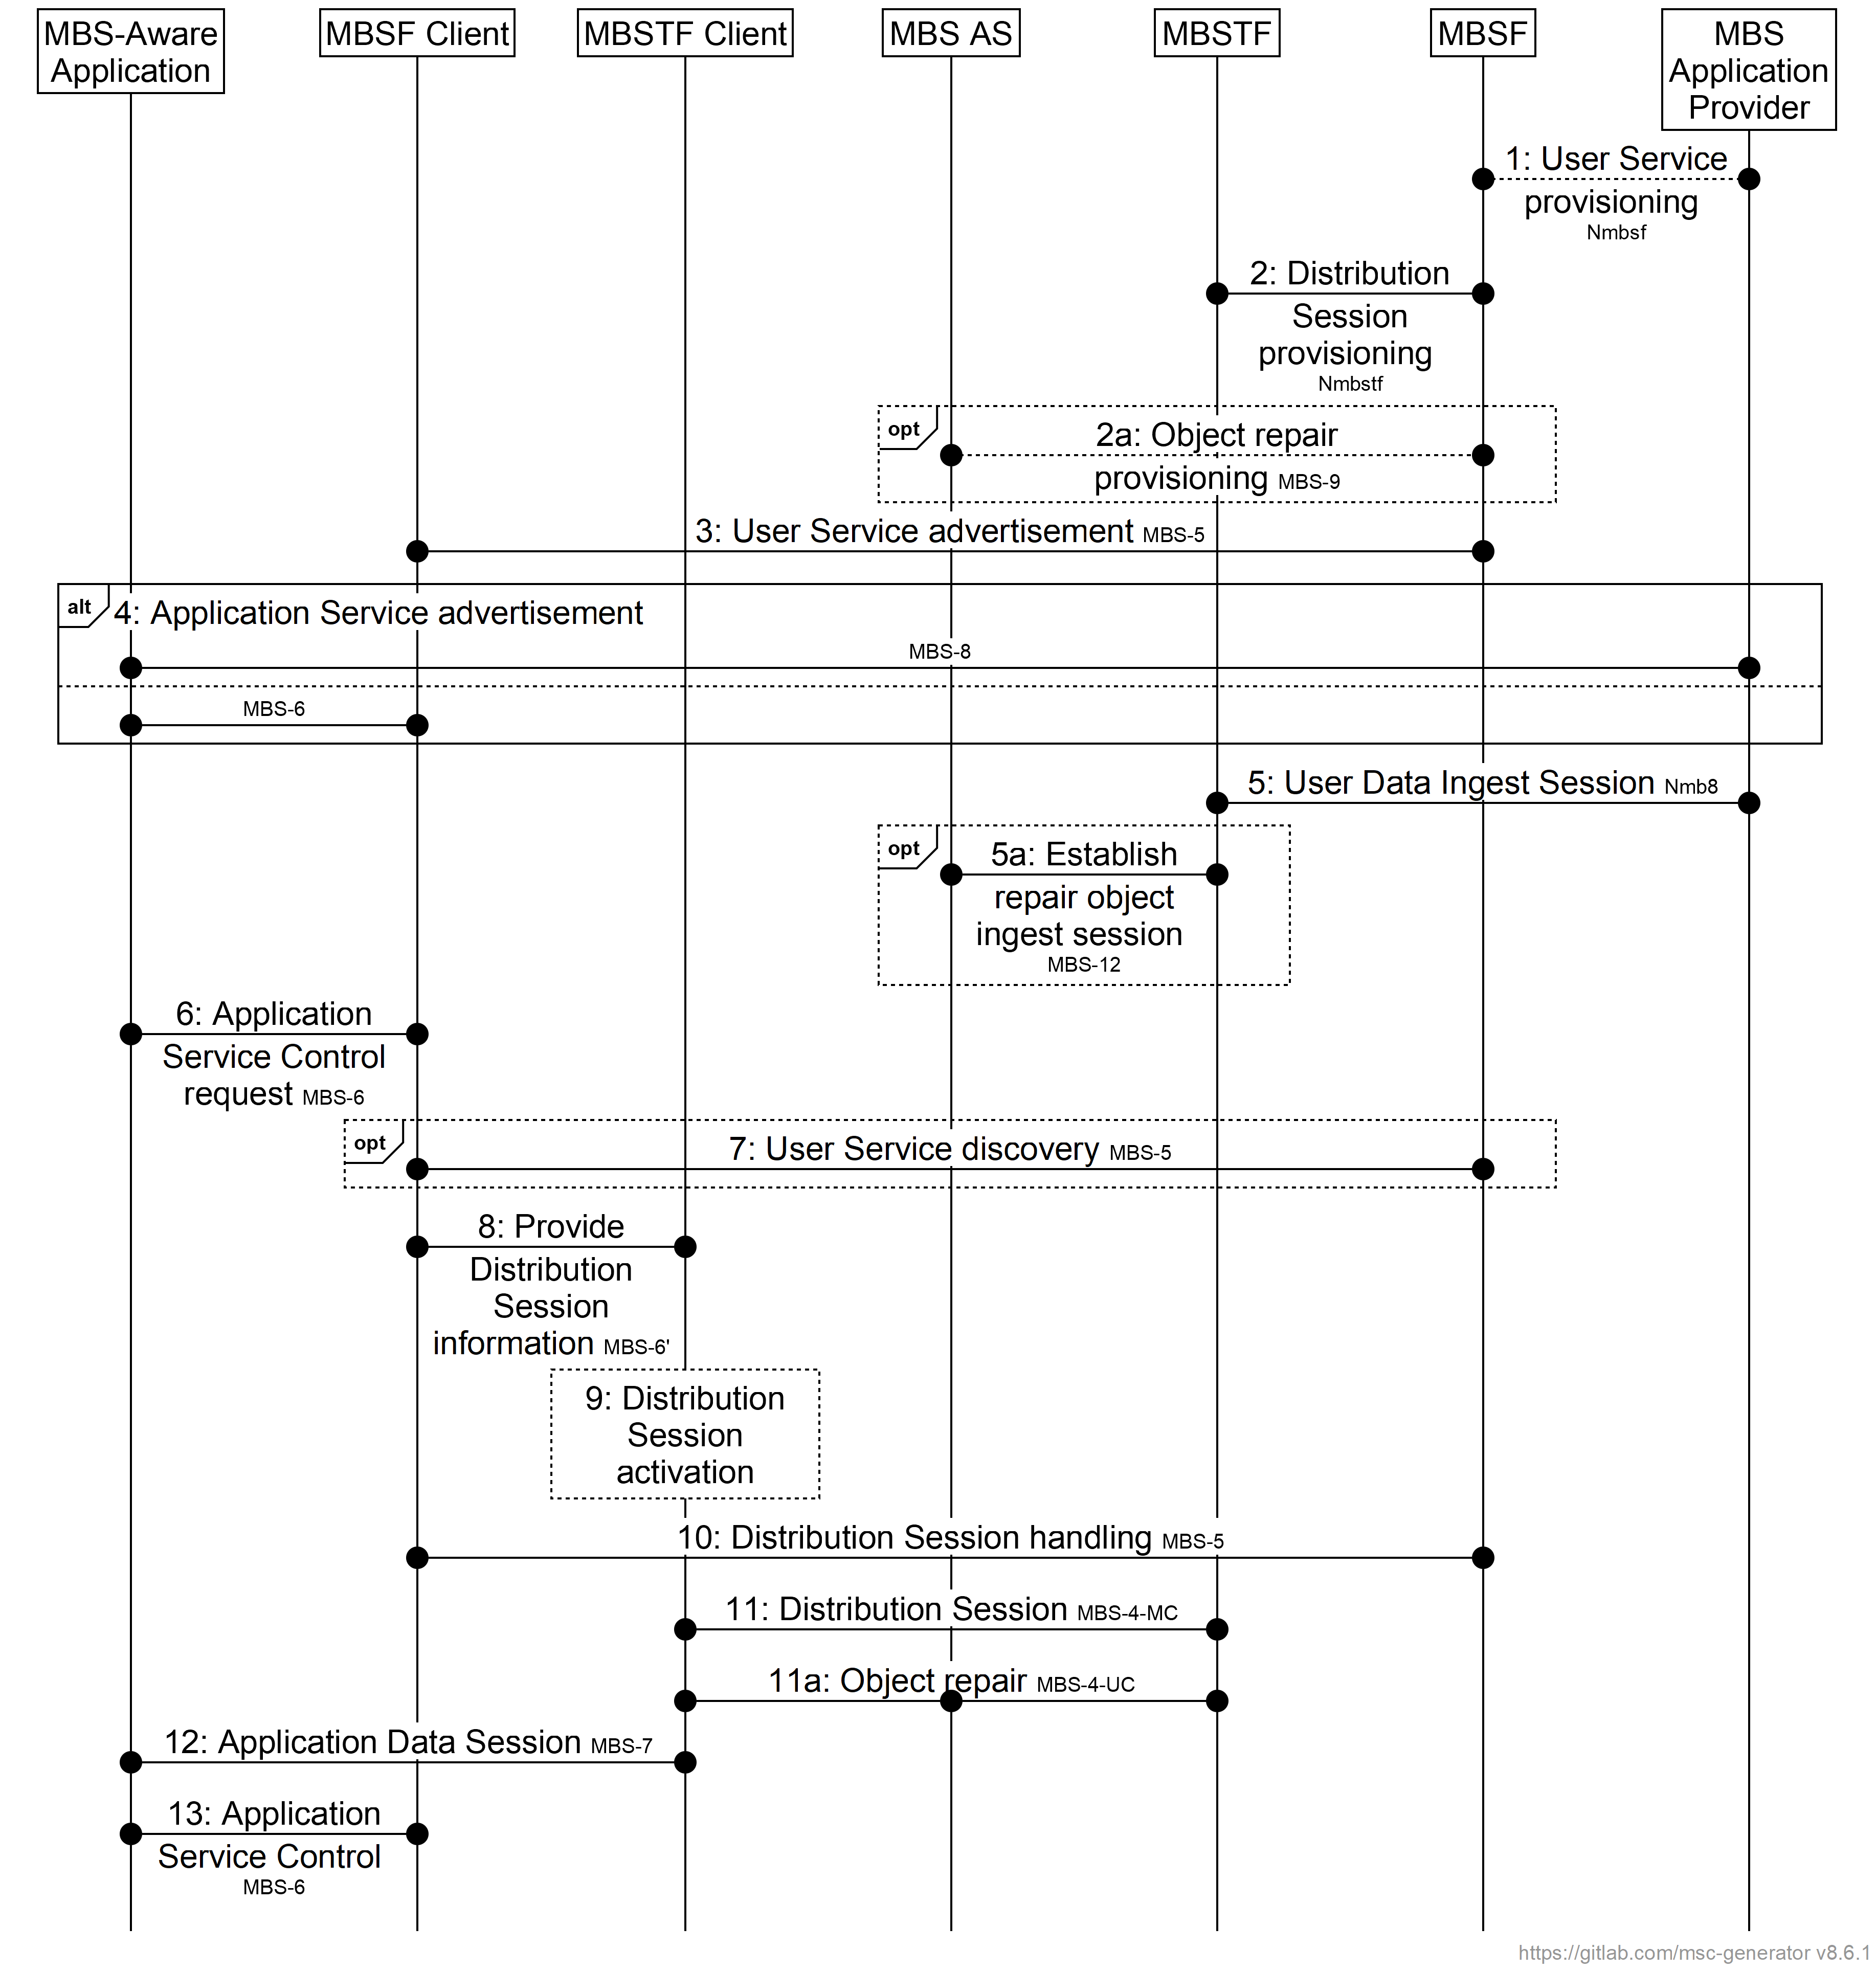 MBS-Aware
Application
MBSF Client
MBSTF Client
MBS AS
MBSTF
MBSF
MBS
Application
Provider
1: User Service
provisioning
Nmbsf
2: Distribution
Session
provisioning
Nmbstf
opt
2a: Object repair
provisioning MBS-9
3: User Service advertisement MBS-5
alt
4: Application Service advertisement
MBS-8
MBS-6
5: User Data Ingest Session Nmb8
opt
5a: Establish
repair object
ingest session
MBS-12
6: Application
Service Control
request MBS-6
opt
7: User Service discovery MBS-5
8: Provide
Distribution
Session
information MBS-6'
9: Distribution
Session
activation
10: Distribution Session handling MBS-5
11: Distribution Session MBS-4-MC
11a: Object repair MBS-4-UC
12: Application Data Session MBS-7
13: Application
Service Control
MBS-6
https://gitlab.com/msc-generator v8.6.1